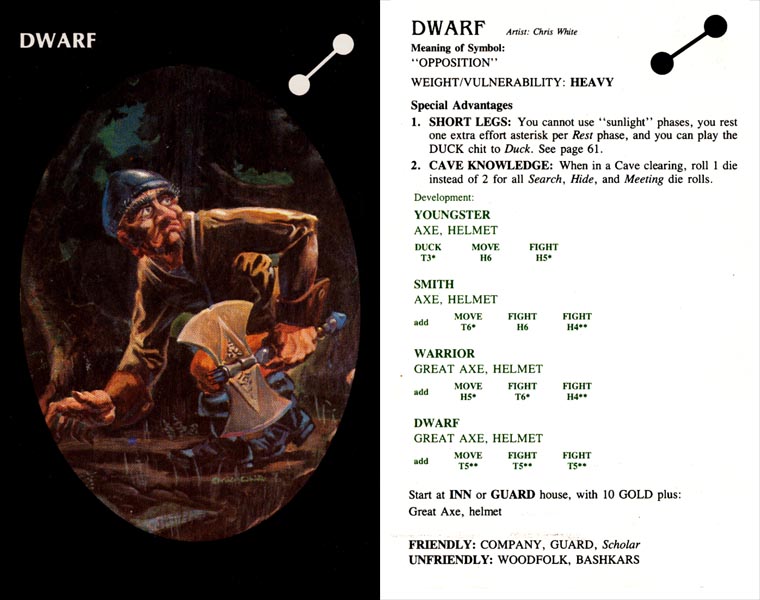 DWARF
DWARF Artist: Chris White
Meaning of Symbol:
"OPPOSITION"
WEIGHT/VULNERABILITY: HEAVY
Special Advantages
1. SHORT LEGS: You cannot use "sunlight" phases, you rest
one extra effort asterisk per Rest phase, and you can play the
DUCK chit to Duck. See page 61.
2. CAVE KNOWLEDGE: When in a Cave clearing, roll 1 die
instead of 2 for all Search, Hide, and Meeting die rolls.
Development:
YOUNGSTER
AXE, HELMET
DUCK MOVE FIGHT
T3* H6 H5*
SMITH
AXE, HELMET
MOVE FIGHT FIGHT
add T6* H6 H4**
WARRIOR
GREAT AXE, HELMET
MOVE FIGHT FIGHT
add H5* T6* H4**
DWARF
GREAT AXE, HELMET
MOVE FIGHT FIGHT
add T5** T5** T5**
Start at INN or GUARD house, with 10 GOLD plus:
Great Axe, helmet
FRIENDLY: COMPANY, GUARD, Scholar
UNFRIENDLY: WOODFOLK, BASHKARS